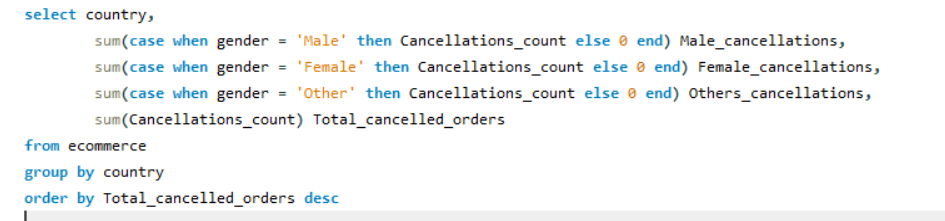 select country,
sum(case when gender = 'Male' then Cancellations_count else 0 end) Male_cancellations,
sum(case when gender = 'Female' then Cancellations_count else 0 end) Female_cancellations,
sum(case when gender = 'Other' then Cancellations_count else 0 end) Others_cancellations,
sum(Cancellations_count) Total_cancelled_orders
from ecommerce
group by country
order by Total_cancelled_orders desc